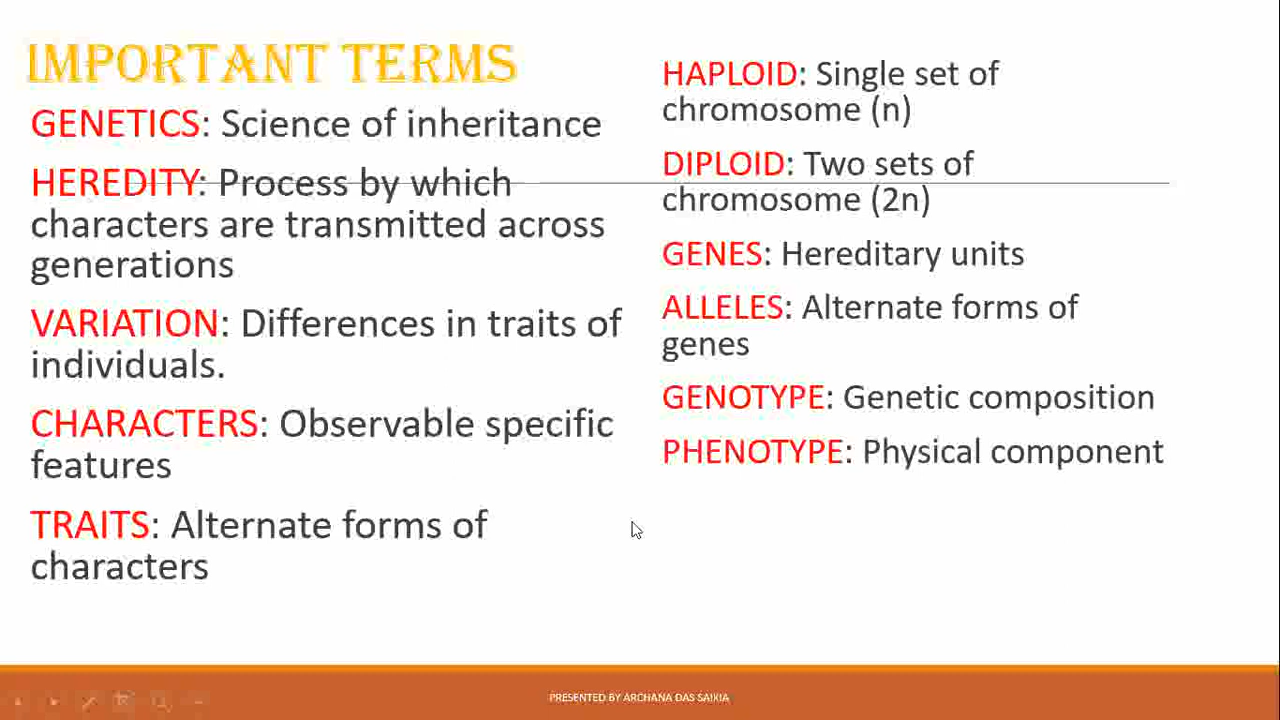 IMPORTANT TERMS
GENETICS: Science of inheritance
HEREDITY: Process by which
characters are transmitted across
generations
VARIATION: Differences in traits of
individuals.
CHARACTERS: Observable specific
features
TRAITS: Alternate forms of
characters
HAPLOID: Single set of
chromosome (n)
DIPLOID: Two sets of
chromosome (2n)
GENES: Hereditary units
ALLELES: Alternate forms of
genes
GENOTYPE: Genetic composition
PHENOTYPE: Physical component
PRESENTED BY ARCHANA DAS SAIKIA